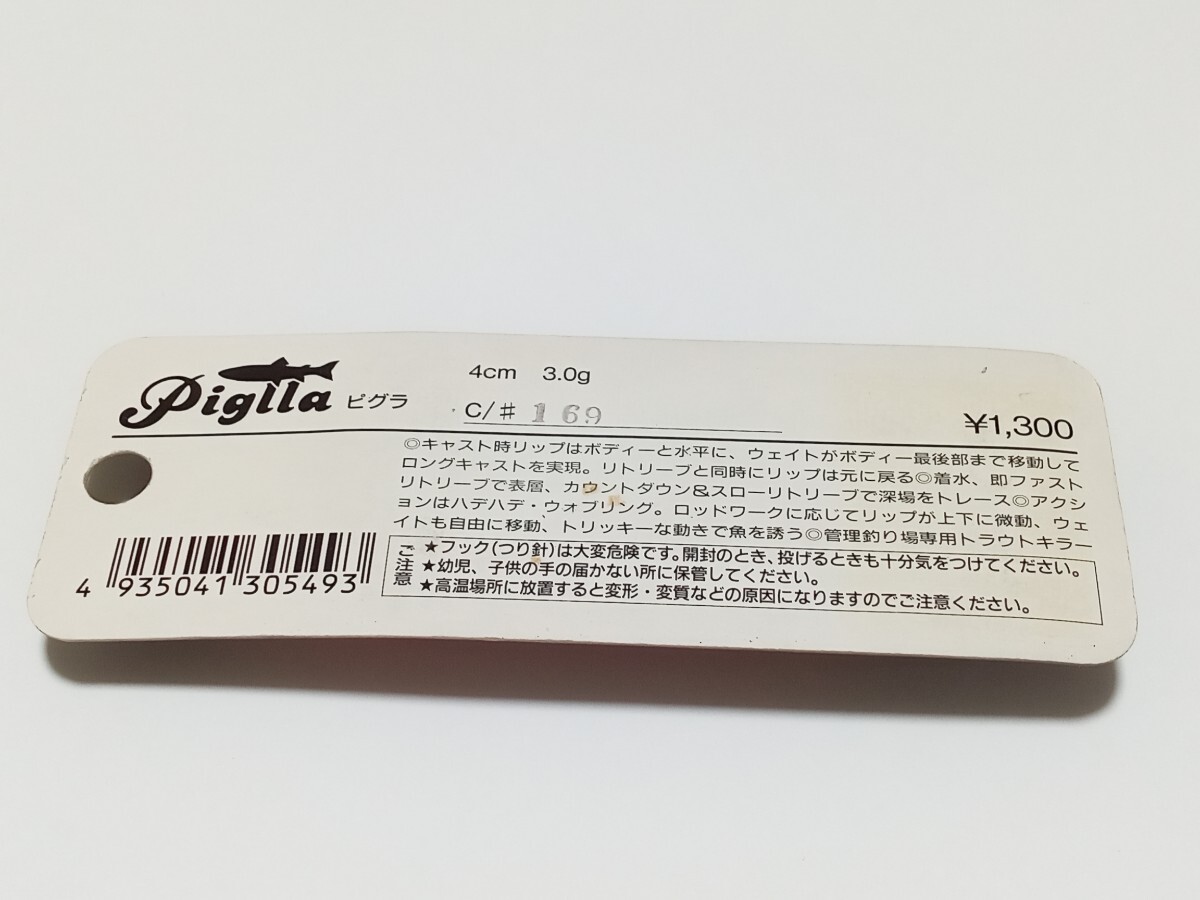 Piglla ピグラ
4cm 3.0g
C/# 169
¥1,300
◎キャスト時リップはボディーと水平に、ウェイトがボディー最後部まで移動して
ロングキャストを実現。リトリーブと同時にリップは元に戻る◎着水、即ファスト
リトリーブで表層、カウントダウン&スローリトリーブで深場をトレース◎アクシ
ョンはハデハデ・ウォブリング。ロッドワークに応じてリップが上下に微動、ウェ
イトも自由に移動、トリッキーな動きで魚を誘う◎管理釣り場専用トラウトキラー
ご注意
★フック(つり針)は大変危険です。開封のとき、投げるときも十分気をつけてください。
★幼児、子供の手の届かない所に保管してください。
★高温場所に放置すると変形・変質などの原因になりますのでご注意ください。
4 935041 305493